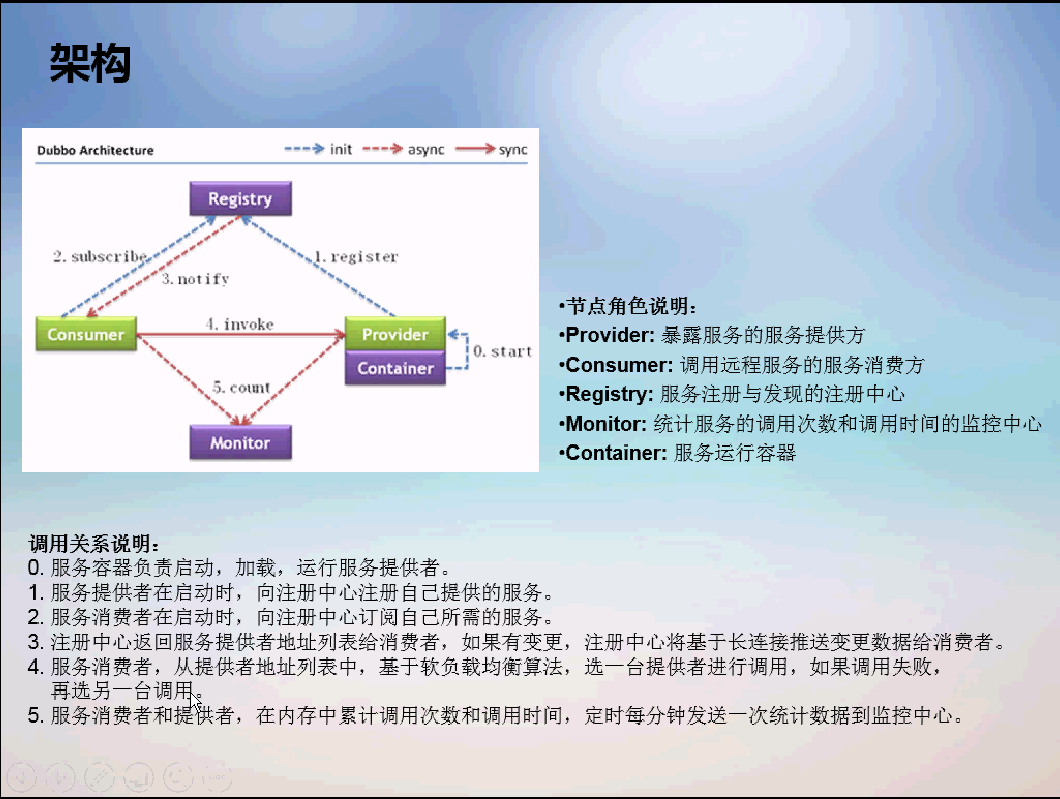 架构
Dubbo Architecture
init
async
sync
Registry
2.subscribe
1.register
3.notify
Consumer
4.invoke
Provider
0.start
Container
5.count
Monitor
•节点角色说明：
•Provider: 暴露服务的服务提供方
•Consumer: 调用远程服务的服务消费方
•Registry: 服务注册与发现的注册中心
•Monitor: 统计服务的调用次数和调用时间的监控中心
•Container: 服务运行容器
调用关系说明：
0. 服务容器负责启动，加载，运行服务提供者。
1. 服务提供者在启动时，向注册中心注册自己提供的服务。
2. 服务消费者在启动时，向注册中心订阅自己所需的服务。
3. 注册中心返回服务提供者地址列表给消费者，如果有变更，注册中心将基于长连接推送变更数据给消费者。
4. 服务消费者，从提供者地址列表中，基于软负载均衡算法，选一台提供者进行调用，如果调用失败，
再选另一台调用。
5. 服务消费者和提供者，在内存中累计调用次数和调用时间，定时每分钟发送一次统计数据到监控中心。